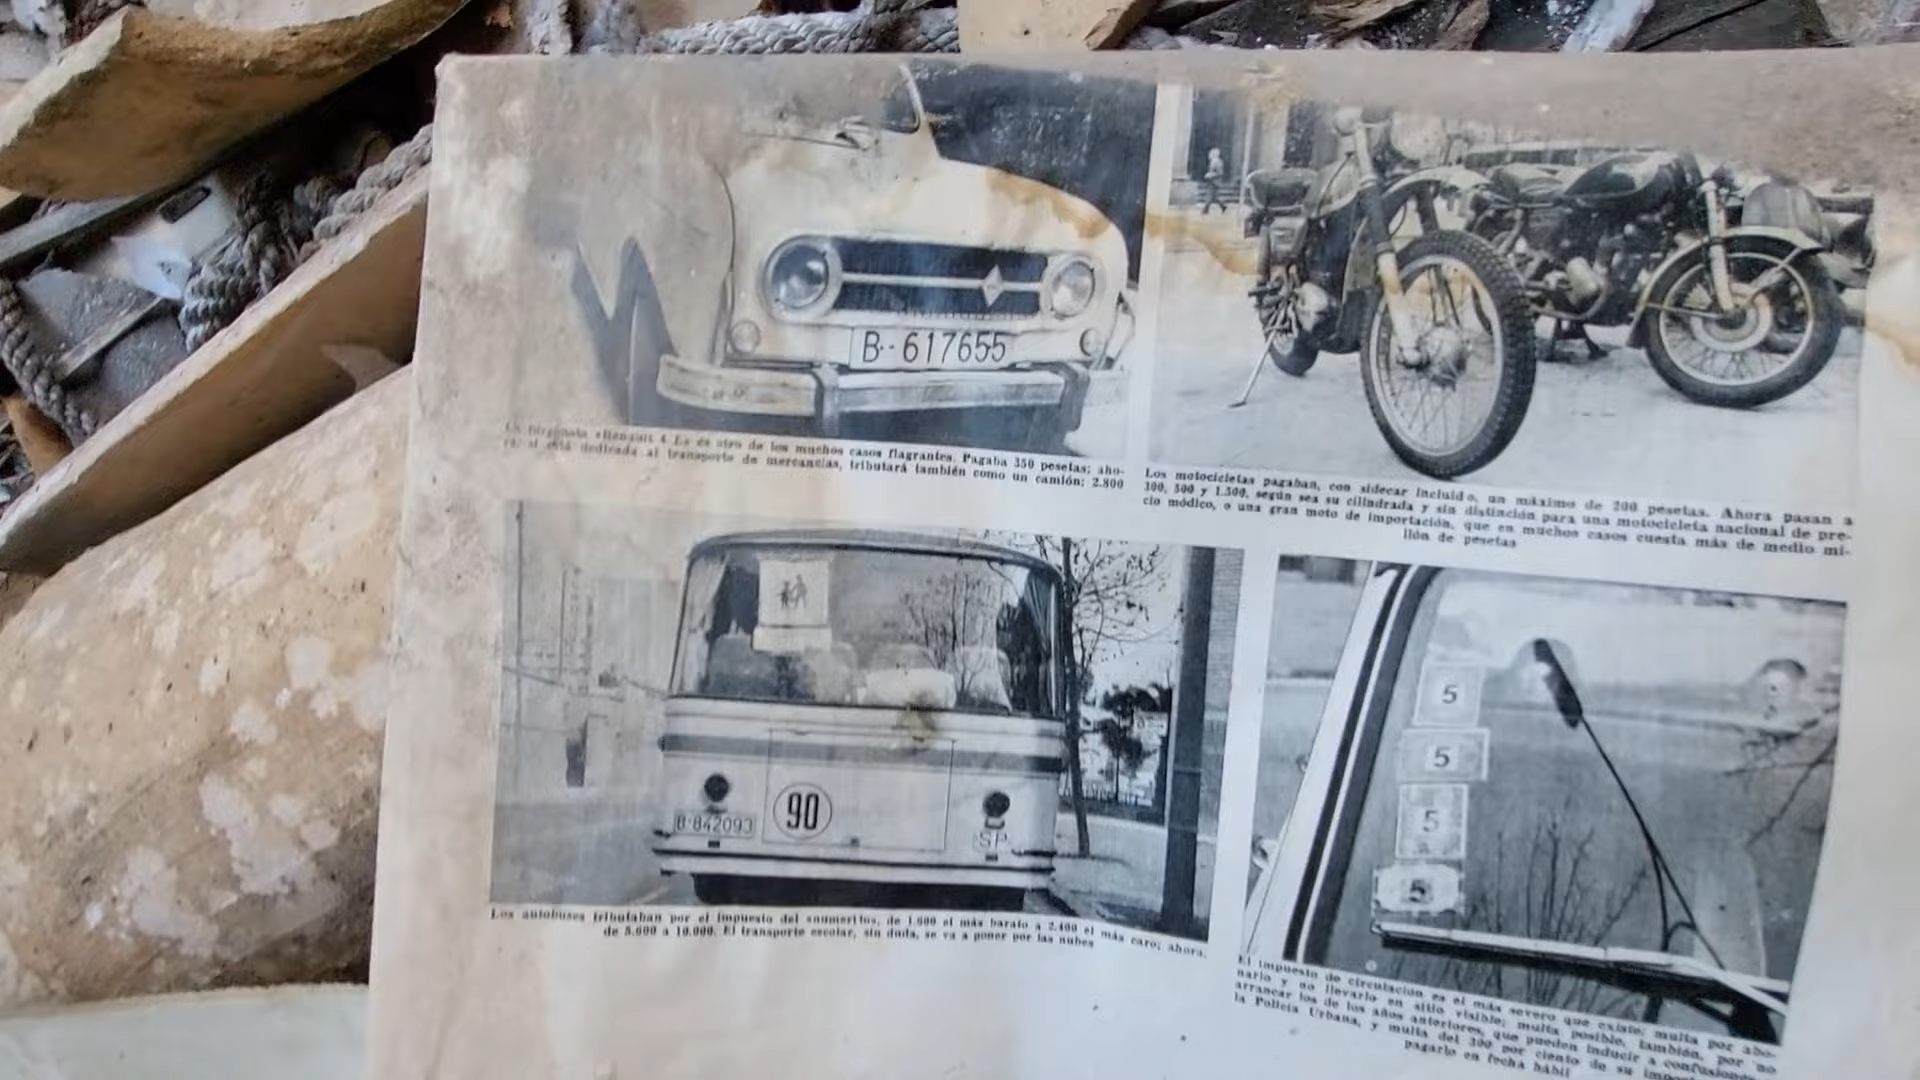 B-617655
«Renault 4 L» es otro de los muchos casos flagrantes. Pagaba 350 pesetas; aho-
ra, si está dedicada al transporte de mercancías, tributará también como un camión: 2.800
Los motocicletas pagaban, con sidecar incluido, un máximo de 200 pesetas. Ahora pasan a
300, 500 y 1.500, según sea su cilindrada y sin distinción para una motocicleta nacional de pre-
cio módico, o una gran moto de importación, que en muchos casos cuesta más de medio mi-
llón de pesetas
90
B-842093
SP
Los autobuses tributaban por el impuesto del «numerito», de 1.600 el más barato a 2.400 el más caro; ahora,
de 5.600 a 10.000. El transporte escolar, sin duda, se va a poner por las nubes
5
5
5
5
El impuesto de circulación es el más severo que existe: multa por abo-
narlo y no llevarlo en sitio visible; multa posible, también, por no
arrancar los de los años anteriores, que pueden inducir a confusiones
la Policía Urbana, y multa del 300 por ciento de su
pagarlo en fecha hábil